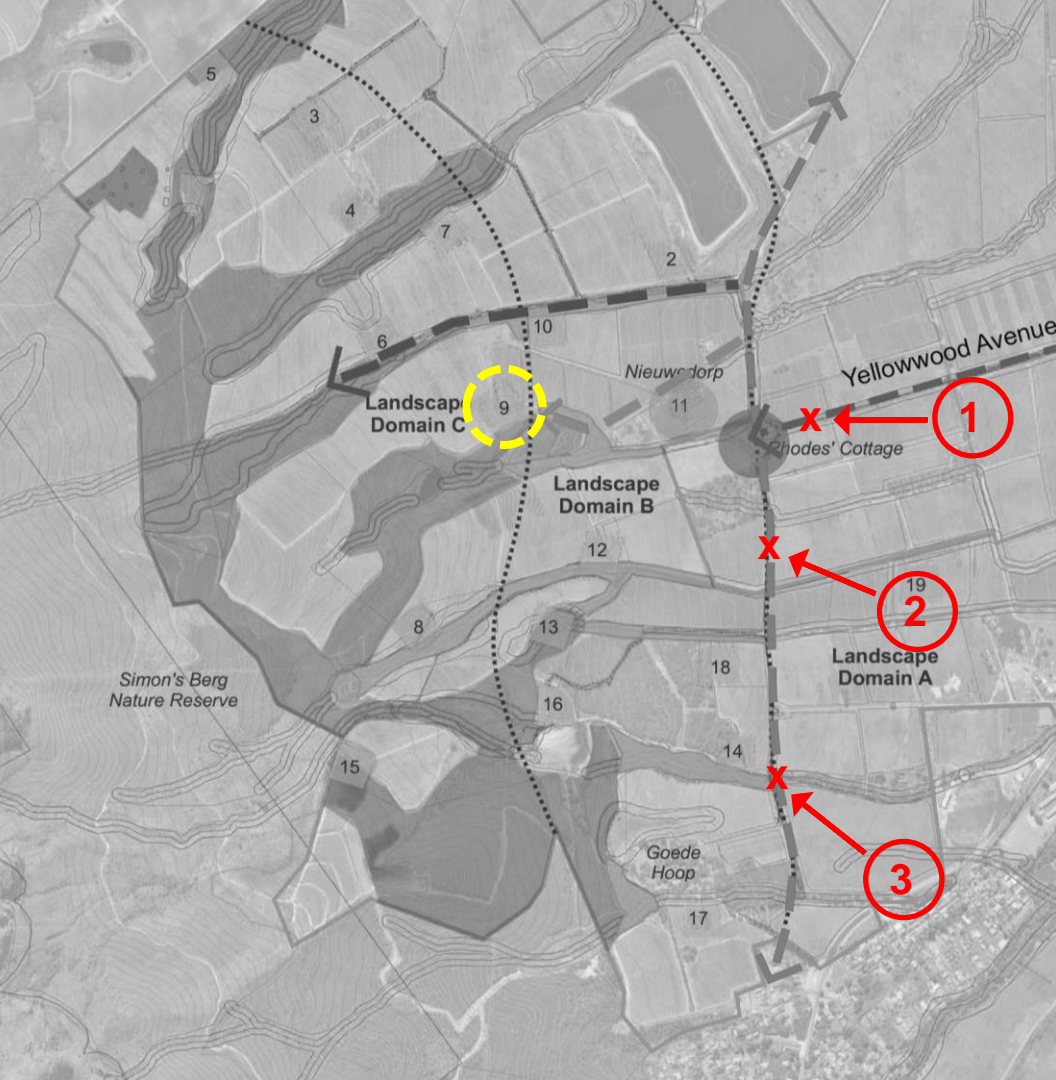 5
3
4
7
2
Yellowwood Avenue
10
6
Nieuwedorp
Landscape
Domain C
9
11
x
1
Rhodes' Cottage
Landscape
Domain B
x
12
19
2
8
13
Landscape
Domain A
18
Simon's Berg
Nature Reserve
16
14
15
x
Goede
Hoop
3
17